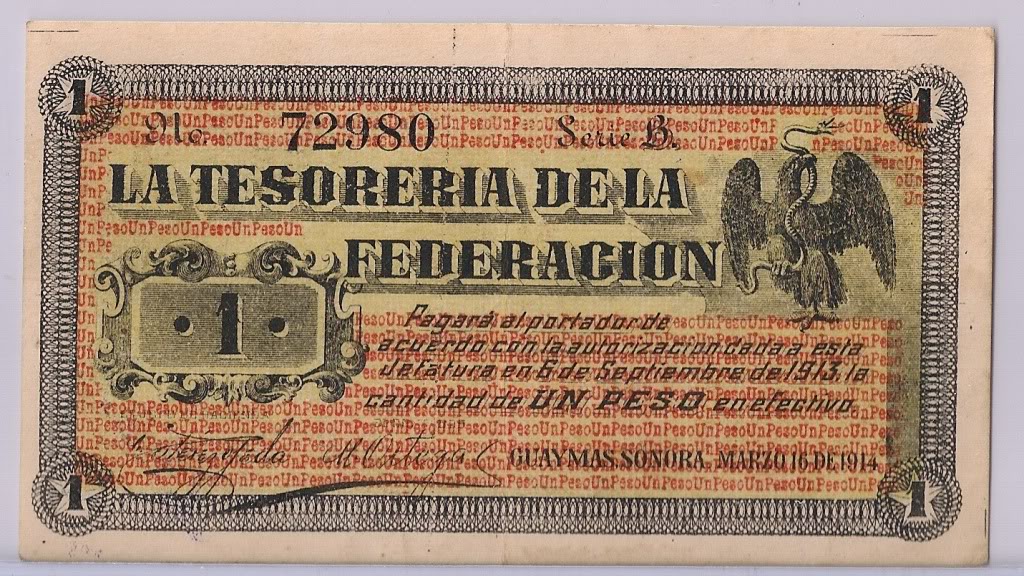 1 1
No. 72980 Serie B.
LA TESORERIA DE LA
FEDERACION
1
Pagará al portador de
acuerdo con la autorizacion dada a esta
Jefatura en 6 de Septiembre de 1913, la
cantidad de UN PESO en efectivo
GUAYMAS, SONORA, MARZO 16 DE 1914
1 1